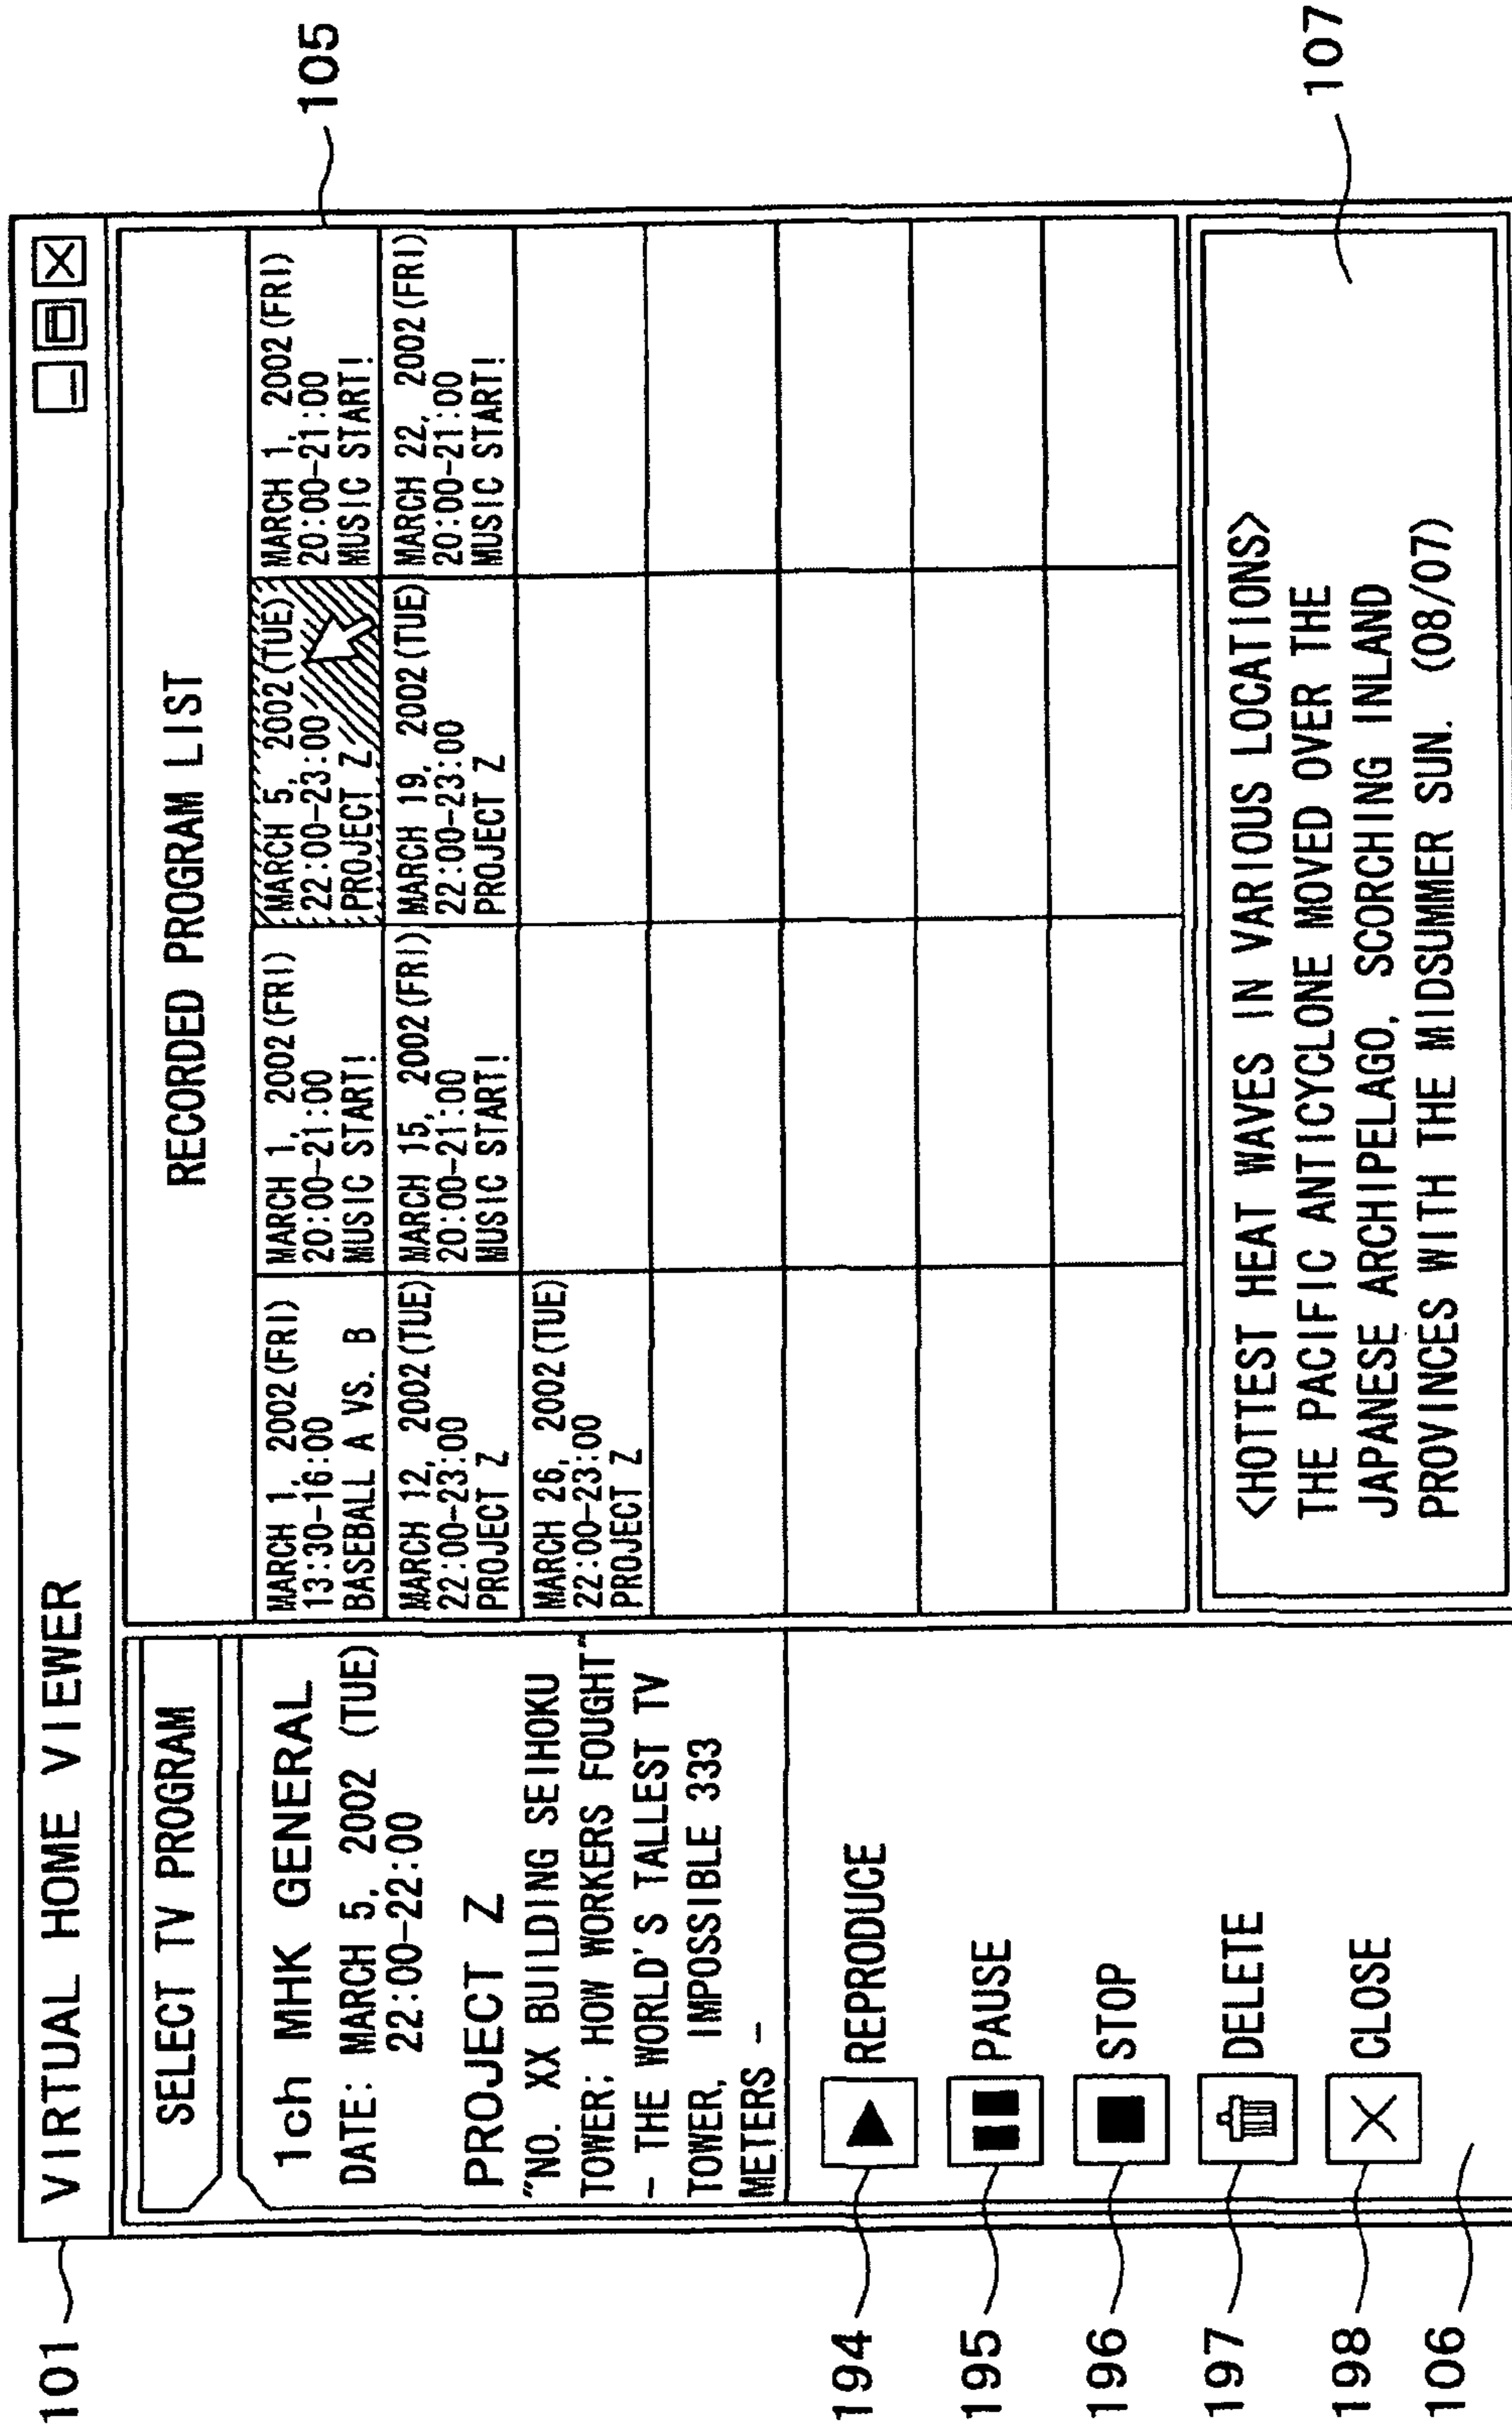 101
VIRTUAL HOME VIEWER
SELECT TV PROGRAM
1ch MHK GENERAL
DATE: MARCH 5, 2002 (TUE)
22:00-22:00
PROJECT Z
"NO. XX BUILDING SEIHOKU
TOWER; HOW WORKERS FOUGHT"
- THE WORLD'S TALLEST TV
TOWER, IMPOSSIBLE 333
METERS -
194
REPRODUCE
195
PAUSE
196
STOP
197
DELETE
198
CLOSE
106
RECORDED PROGRAM LIST
105
MARCH 1, 2002(FRI)
13:30-16:00
BASEBALL A VS. B
MARCH 1, 2002(FRI)
20:00-21:00
MUSIC START!
MARCH 5, 2002(TUE)
22:00-23:00
PROJECT Z
MARCH 1, 2002(FRI)
20:00-21:00
MUSIC START!
MARCH 12, 2002(TUE)
22:00-23:00
PROJECT Z
MARCH 15, 2002(FRI)
20:00-21:00
MUSIC START!
MARCH 19, 2002(TUE)
22:00-23:00
PROJECT Z
MARCH 22, 2002(FRI)
20:00-21:00
MUSIC START!
MARCH 26, 2002(TUE)
22:00-23:00
PROJECT Z
<HOTTEST HEAT WAVES IN VARIOUS LOCATIONS>
THE PACIFIC ANTICYCLONE MOVED OVER THE
JAPANESE ARCHIPELAGO, SCORCHING INLAND
PROVINCES WITH THE MIDSUMMER SUN. (08/07)
107